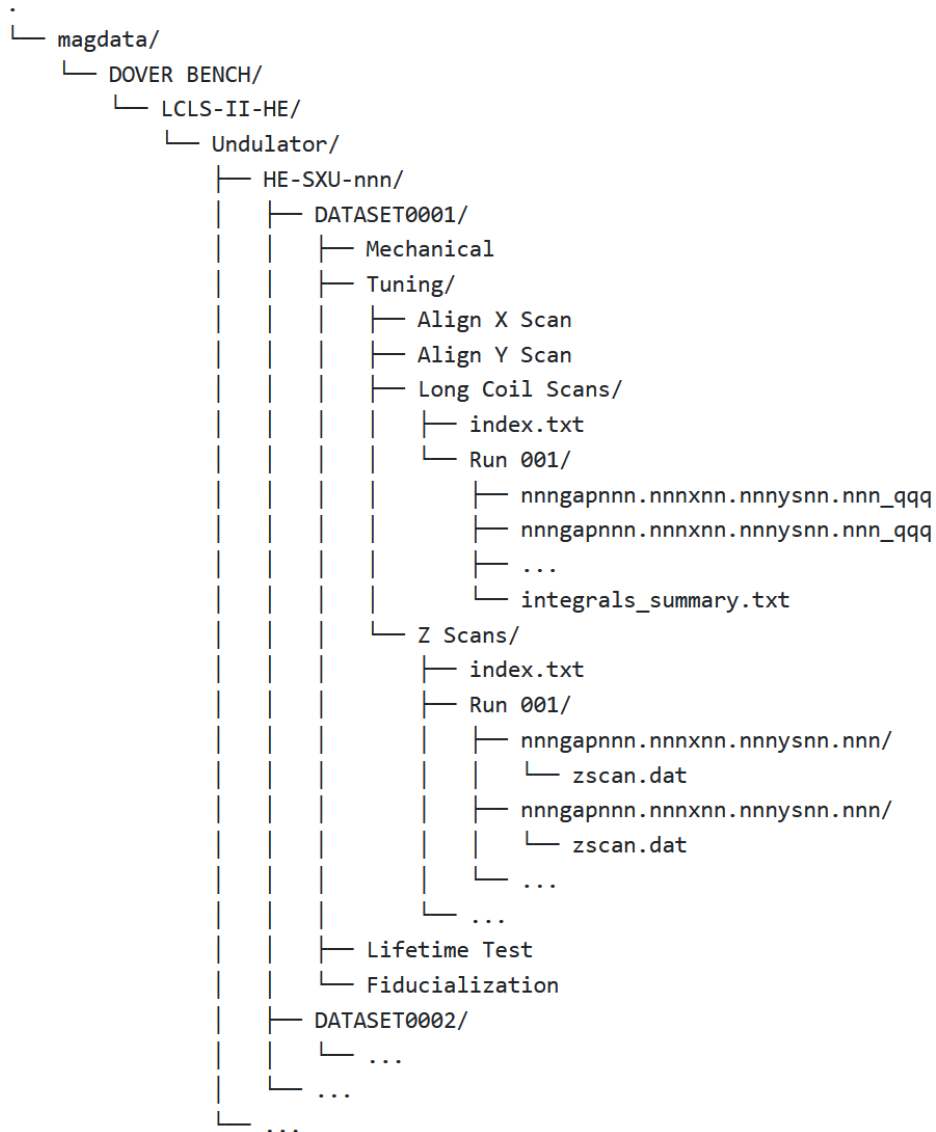 .
└── magdata/
    └── DOVER BENCH/
        └── LCLS-II-HE/
            └── Undulator/
                ├── HE-SXU-nnn/
                │   ├── DATASET0001/
                │   │   ├── Mechanical
                │   │   ├── Tuning/
                │   │   │   ├── Align X Scan
                │   │   │   ├── Align Y Scan
                │   │   │   ├── Long Coil Scans/
                │   │   │   │   ├── index.txt
                │   │   │   │   └── Run 001/
                │   │   │   │       ├── nnngapnnn.nnnxnn.nnnysnn.nnn_qqq
                │   │   │   │       ├── nnngapnnn.nnnxnn.nnnysnn.nnn_qqq
                │   │   │   │       ├── ...
                │   │   │   │       └── integrals_summary.txt
                │   │   │   └── Z Scans/
                │   │   │       ├── index.txt
                │   │   │       ├── Run 001/
                │   │   │       │   ├── nnngapnnn.nnnxnn.nnnysnn.nnn/
                │   │   │       │   │   └── zscan.dat
                │   │   │       │   ├── nnngapnnn.nnnxnn.nnnysnn.nnn/
                │   │   │       │   │   └── zscan.dat
                │   │   │       │   └── ...
                │   │   │       └── ...
                │   │   ├── Lifetime Test
                │   │   └── Fiducialization
                │   ├── DATASET0002/
                │   │   └── ...
                │   └── ...
                └── ...